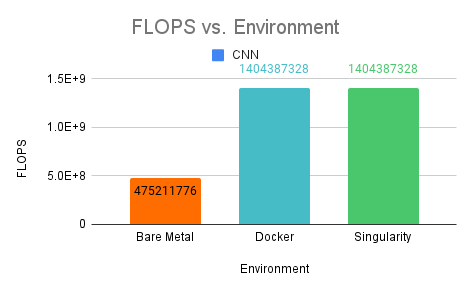 FLOPS vs. Environment
CNN
1404387328 1404387328
1.5E+9
1.0E+9
FLOPS
5.0E+8
475211776
0
Bare Metal Docker Singularity
Environment